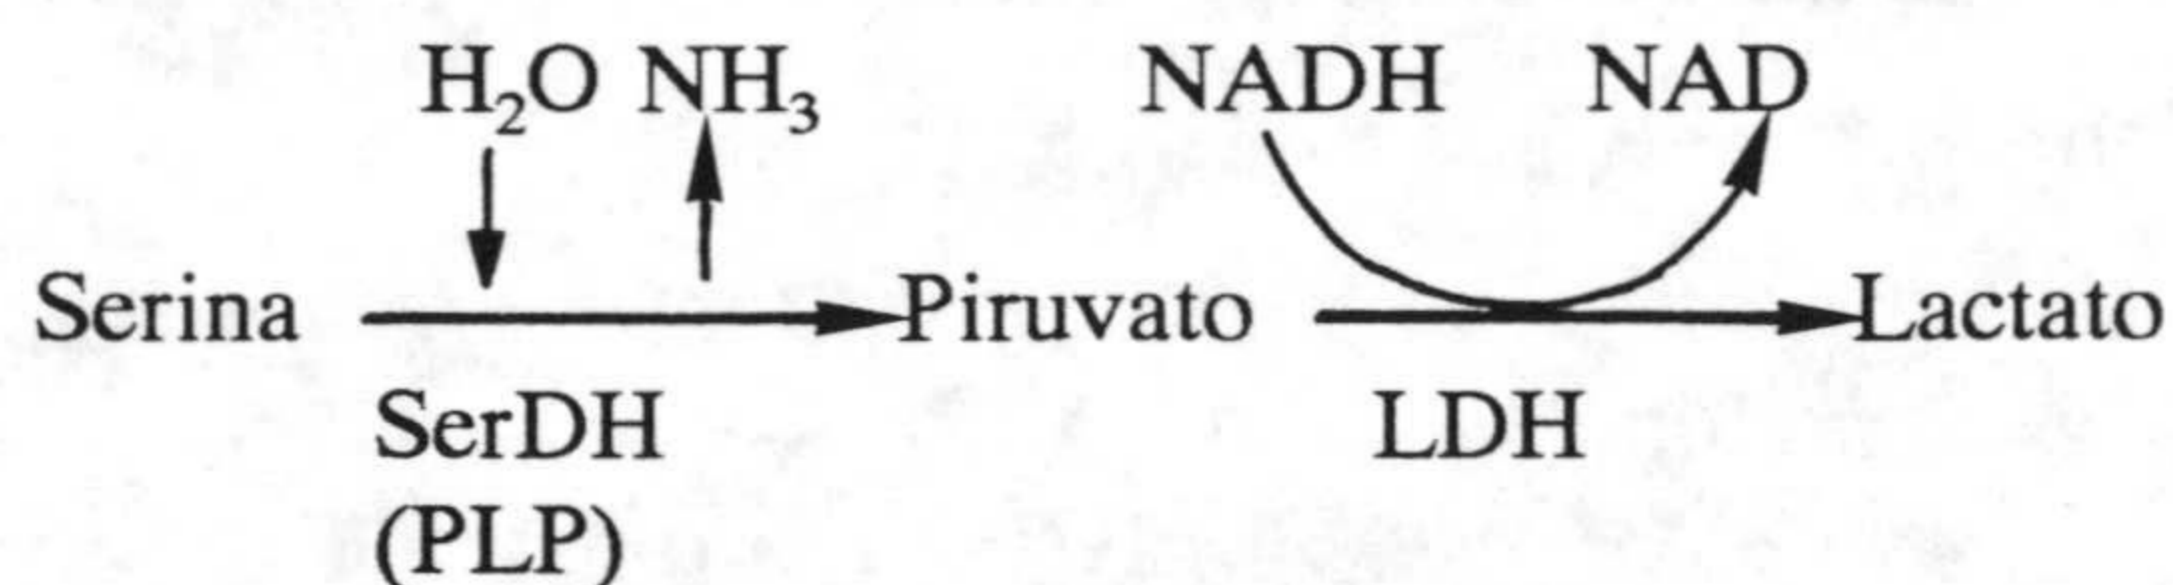 H₂O NH₃ NADH NAD
Serina Piruvato Lactato
SerDH LDH
(PLP)